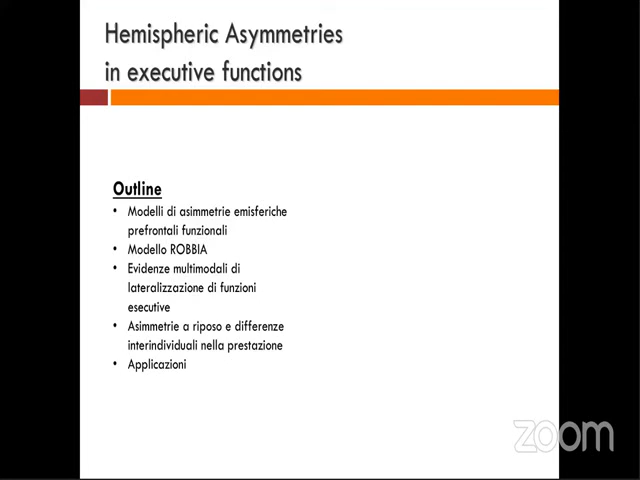 Hemispheric Asymmetries
in executive functions
Outline
• Modelli di asimmetrie emisferiche
prefrontali funzionali
• Modello ROBBIA
• Evidenze multimodali di
lateralizzazione di funzioni
esecutive
• Asimmetrie a riposo e differenze
interindividuali nella prestazione
• Applicazioni
zoom